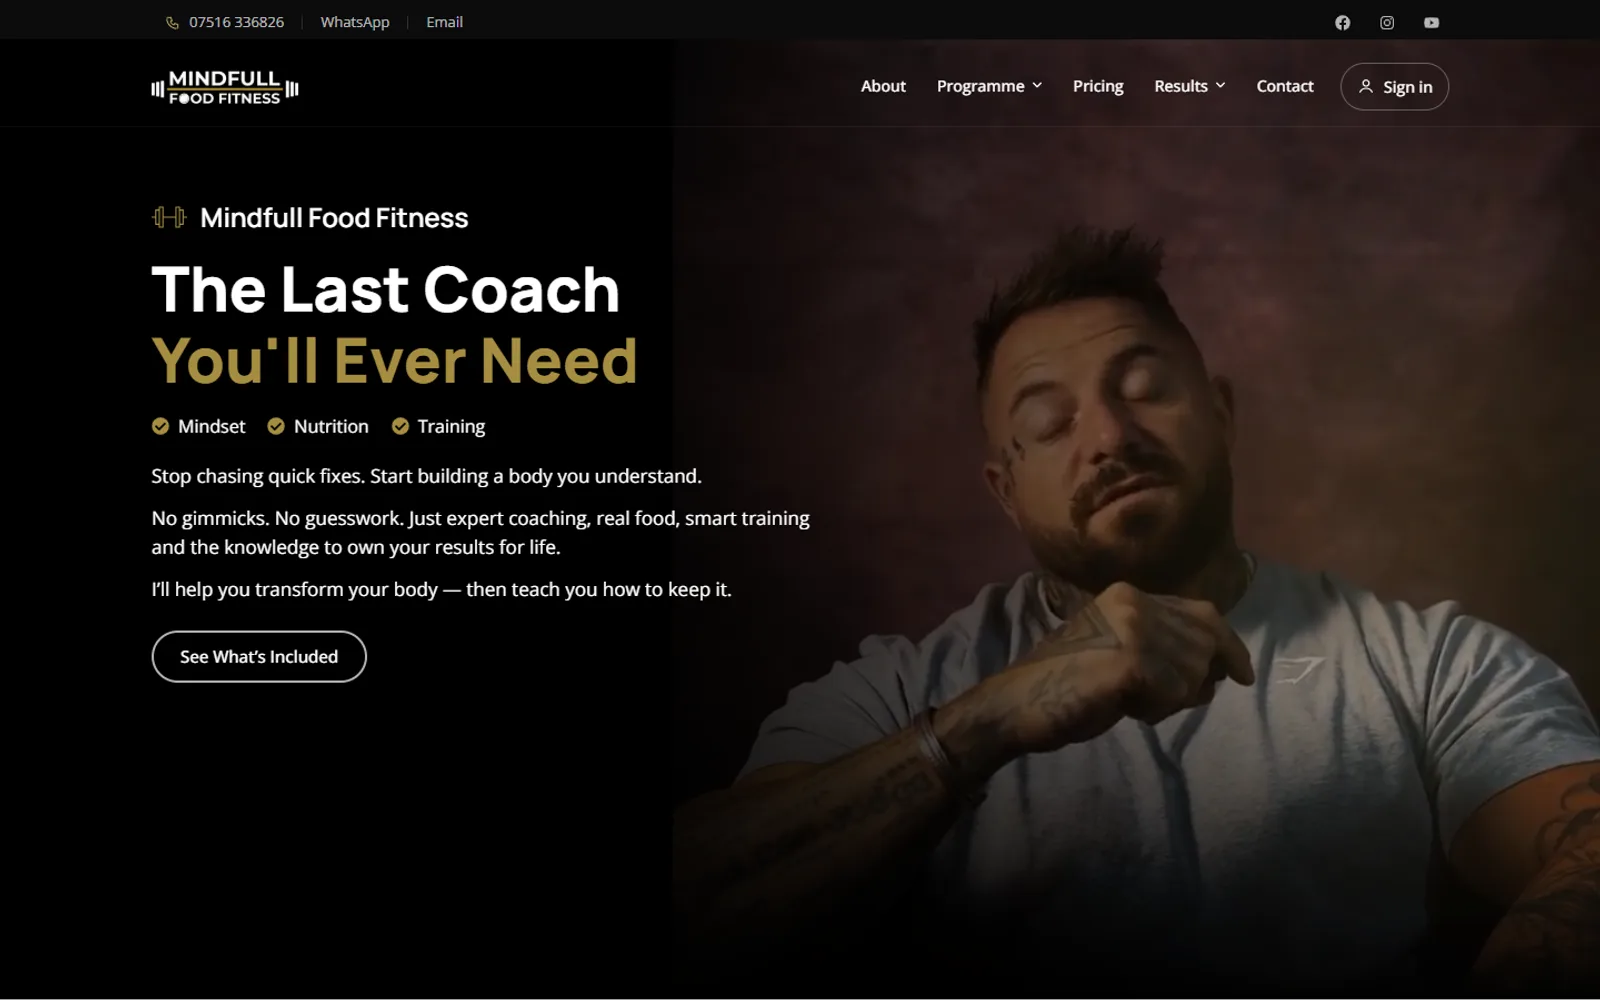 07516 336826
WhatsApp
Email
MINDFULL
FOOD FITNESS
About
Programme
Pricing
Results
Contact
Sign in
Mindfull Food Fitness
The Last Coach
You'll Ever Need
Mindset
Nutrition
Training
Stop chasing quick fixes. Start building a body you understand.
No gimmicks. No guesswork. Just expert coaching, real food, smart training
and the knowledge to own your results for life.
I’ll help you transform your body — then teach you how to keep it.
See What’s Included